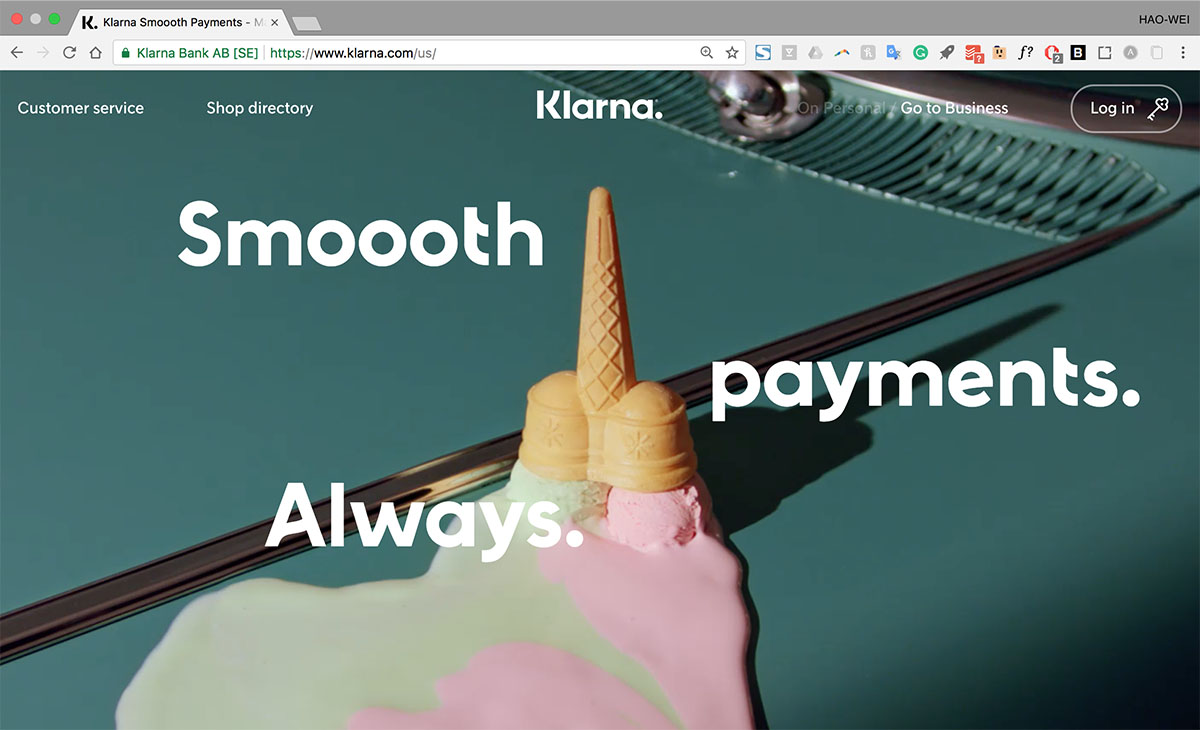 HAO-WEI
K. Klarna Smoooth Payments - M
Klarna Bank AB [SE] https://www.klarna.com/us/
f?
2
B
Customer service Shop directory Klarna. On Personal / Go to Business Log in
Smoooth
payments.
Always.